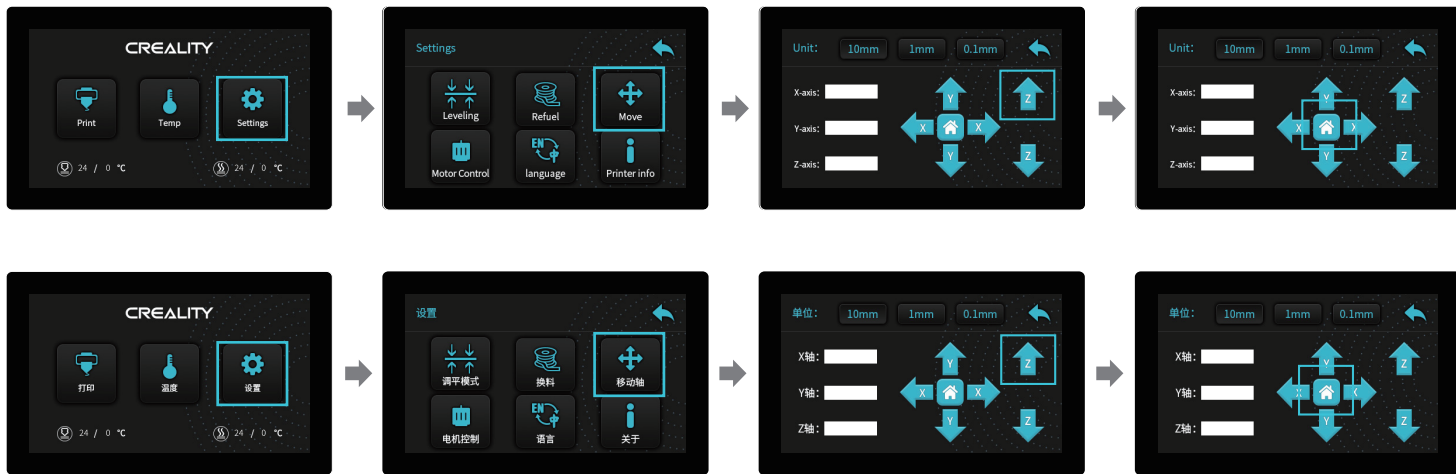 CREALITY
Print
Temp
Settings
24 / 0 °C
24 / 0 °C
Settings
Leveling
Refuel
Move
Motor Control
EN 中
language
Printer info
Unit: 10mm 1mm 0.1mm
X-axis:
Y-axis:
Z-axis:
Y
X X
Y
Z
Z
Unit: 10mm 1mm 0.1mm
X-axis:
Y-axis:
Z-axis:
Y
X X
Y
Z
Z
CREALITY
打印
温度
设置
24 / 0 °C
24 / 0 °C
设置
调平模式
换料
移动轴
电机控制
EN 中
语言
关于
单位: 10mm 1mm 0.1mm
X轴:
Y轴:
Z轴:
Y
X X
Y
Z
Z
单位: 10mm 1mm 0.1mm
X轴:
Y轴:
Z轴:
Y
X X
Y
Z
Z